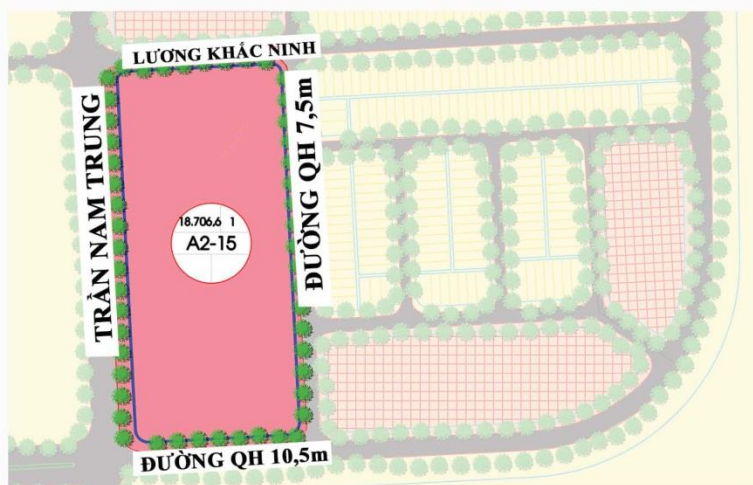 LƯƠNG KHẮC NINH
TRẦN NAM TRUNG
ĐƯỜNG QH 7,5m
18.706,6 1
A2-15
ĐƯỜNG QH 10,5m